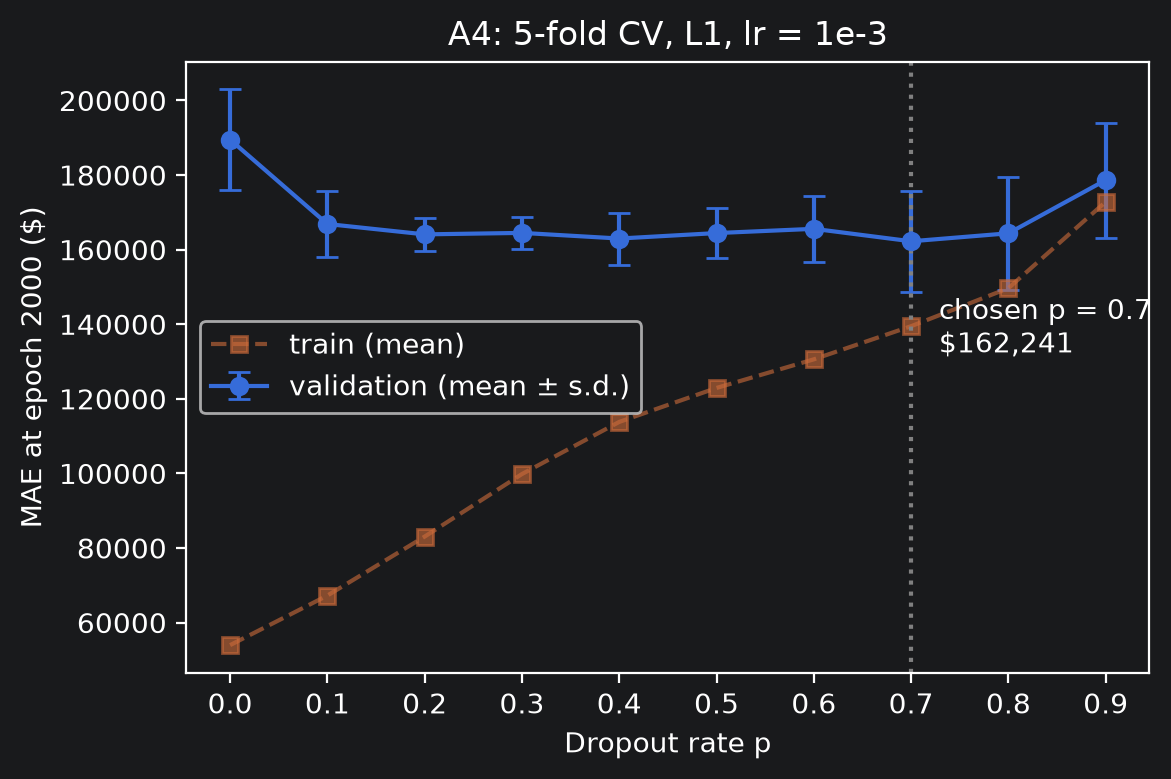 A4: 5-fold CV, L1, lr = 1e-3
MAE at epoch 2000 ($)
200000
180000
160000
140000
120000
100000
80000
60000
train (mean)
validation (mean ± s.d.)
chosen p = 0.7
$162,241
0.0 0.1 0.2 0.3 0.4 0.5 0.6 0.7 0.8 0.9
Dropout rate p